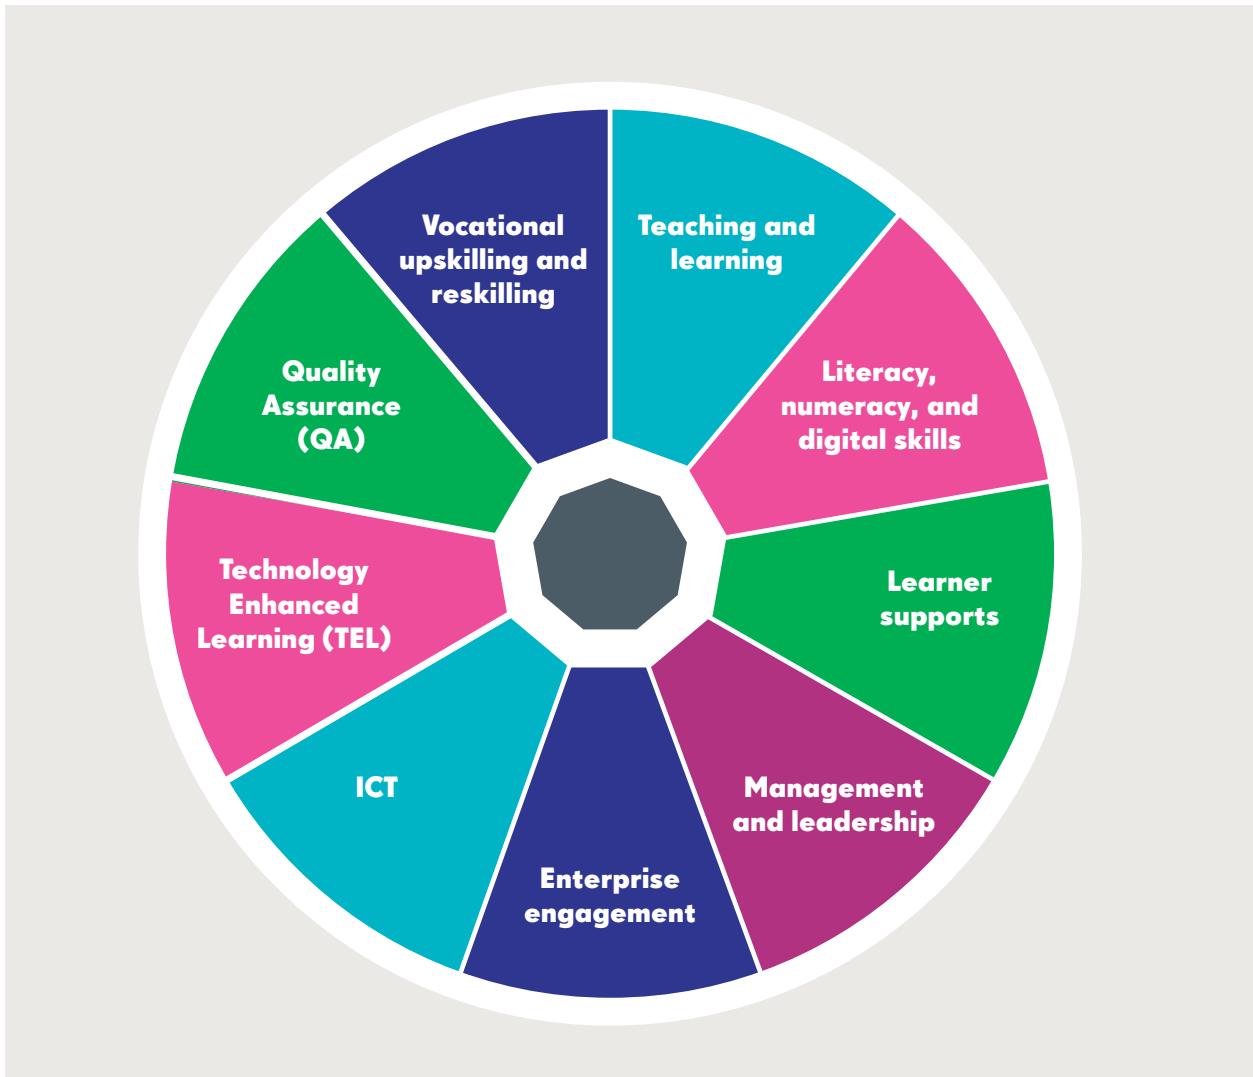 Vocational
upskilling and
reskilling
Teaching and
learning
Literacy,
numeracy, and
digital skills
Learner
supports
Management
and leadership
Enterprise
engagement
ICT
Technology
Enhanced
Learning (TEL)
Quality
Assurance
(QA)